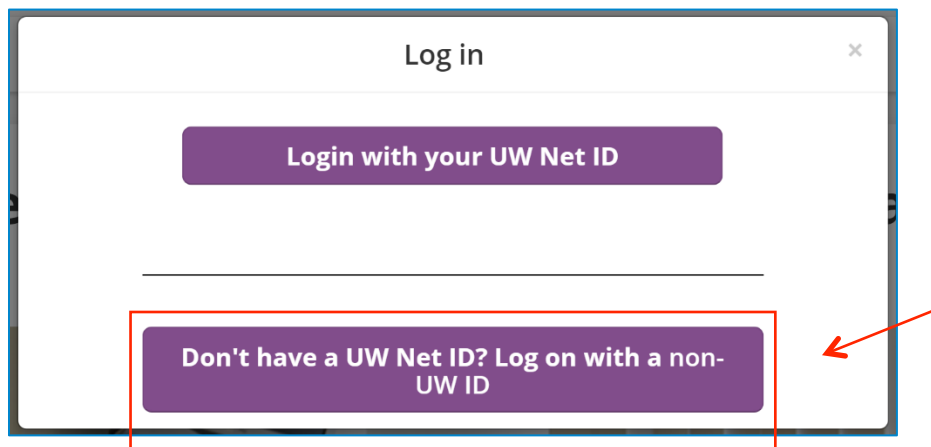 Log in
×
Login with your UW Net ID
Don't have a UW Net ID? Log on with a non-
UW ID